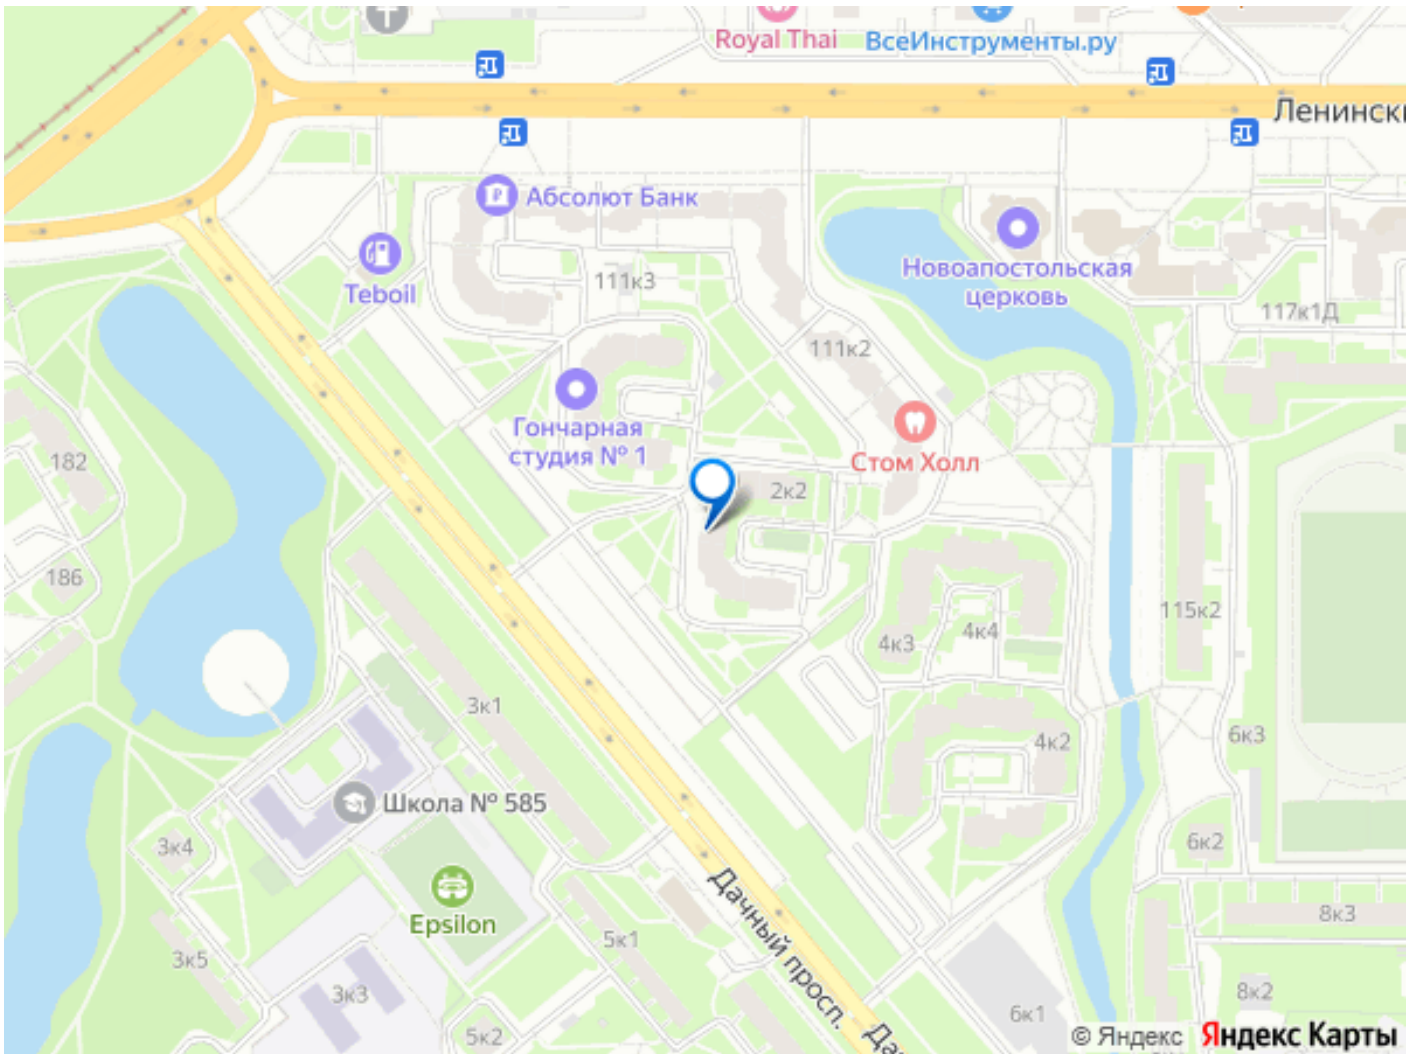 Royal Thai
ВсеИнструменты.ру
Ленинск
Абсолют Банк
Teboil
111к3
Новоапостольская
церковь
117к1Д
111к2
Гончарная
студия № 1
Стом Холл
182
2к2
186
115к2
4к3
4к4
3к1
6к3
4к2
Школа № 585
3к4
6к2
Epsilon
Дачный просп.
8к3
5к1
3к5
3к3
8к2
6к1
5к2
Да
© Яндекс Яндекс Карты